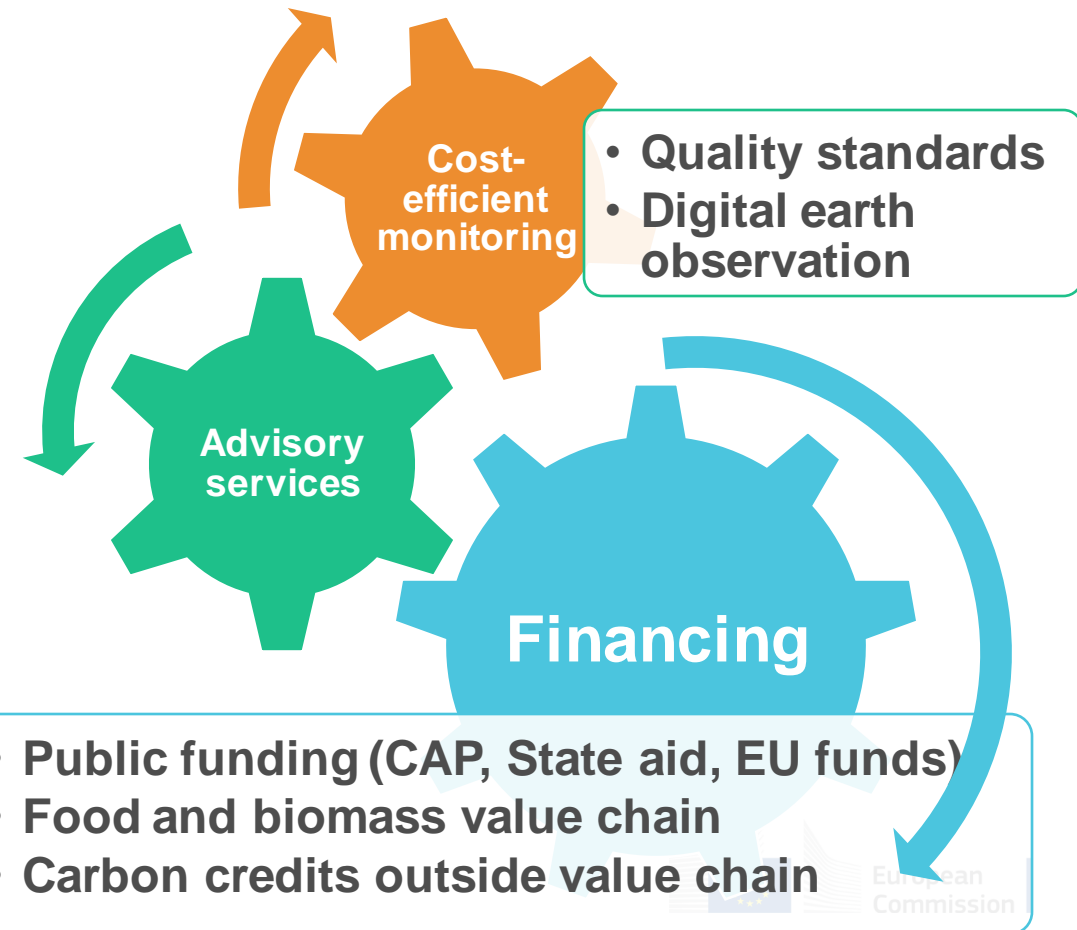 Cost-
efficient
monitoring
• Quality standards
• Digital earth
observation
Advisory
services
Financing
• Public funding (CAP, State aid, EU funds)
• Food and biomass value chain
• Carbon credits outside value chain
European
Commission